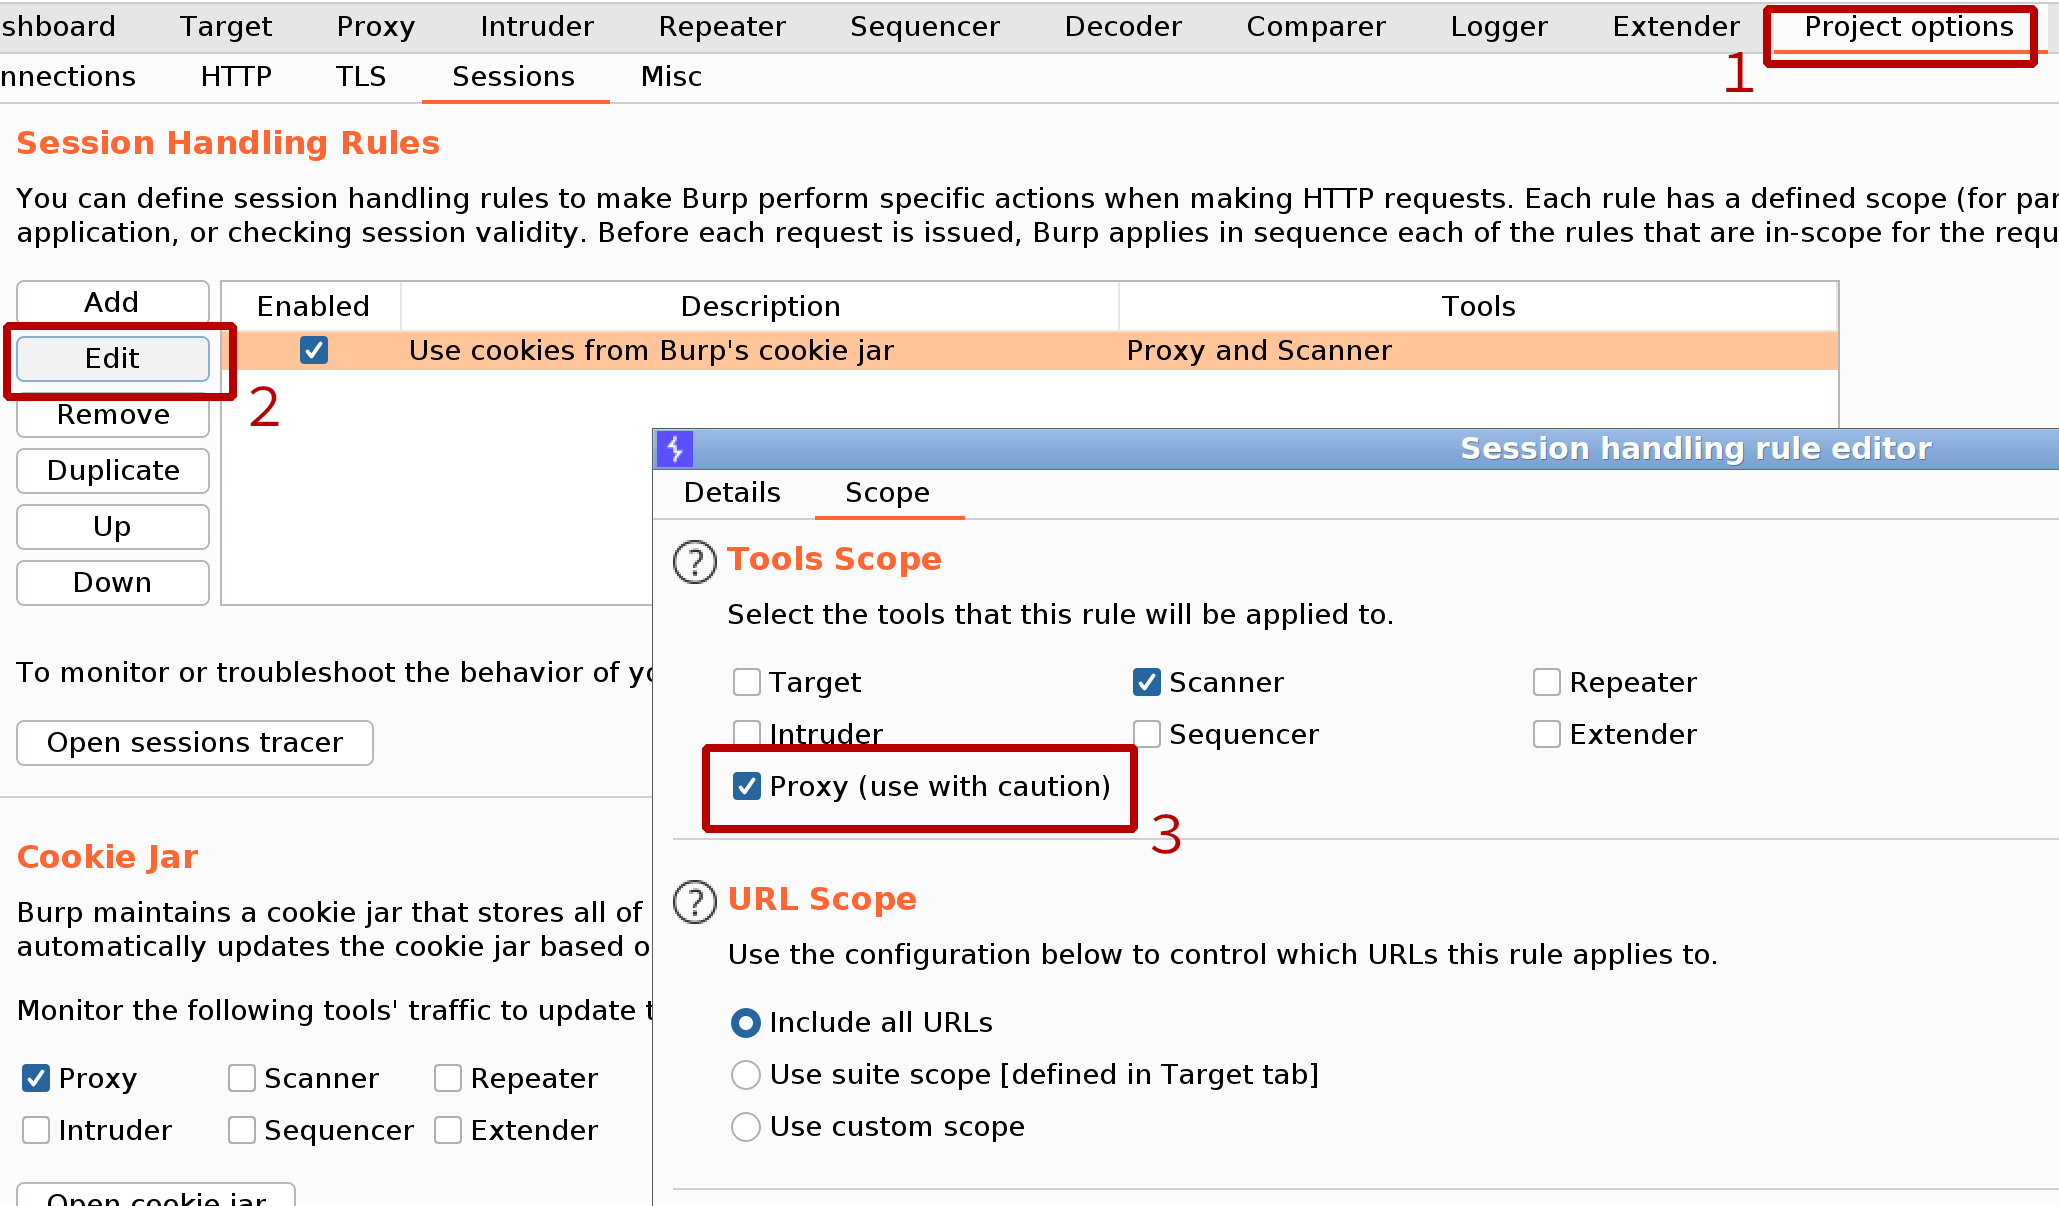 shboard Target Proxy Intruder Repeater Sequencer Decoder Comparer Logger Extender Project options
1
nnections HTTP TLS Sessions Misc
Session Handling Rules
You can define session handling rules to make Burp perform specific actions when making HTTP requests. Each rule has a defined scope (for par
application, or checking session validity. Before each request is issued, Burp applies in sequence each of the rules that are in-scope for the requ
Add
Enabled Description Tools
Edit
Use cookies from Burp's cookie jar Proxy and Scanner
2
Remove
Duplicate
Up
Down
To monitor or troubleshoot the behavior of yo
Open sessions tracer
Cookie Jar
Burp maintains a cookie jar that stores all of
automatically updates the cookie jar based o
Monitor the following tools' traffic to update t
Proxy Scanner Repeater
Intruder Sequencer Extender
Open cookie jar
Session handling rule editor
Details Scope
? Tools Scope
Select the tools that this rule will be applied to.
Target Scanner Repeater
Intruder Sequencer Extender
Proxy (use with caution)
3
? URL Scope
Use the configuration below to control which URLs this rule applies to.
Include all URLs
Use suite scope [defined in Target tab]
Use custom scope